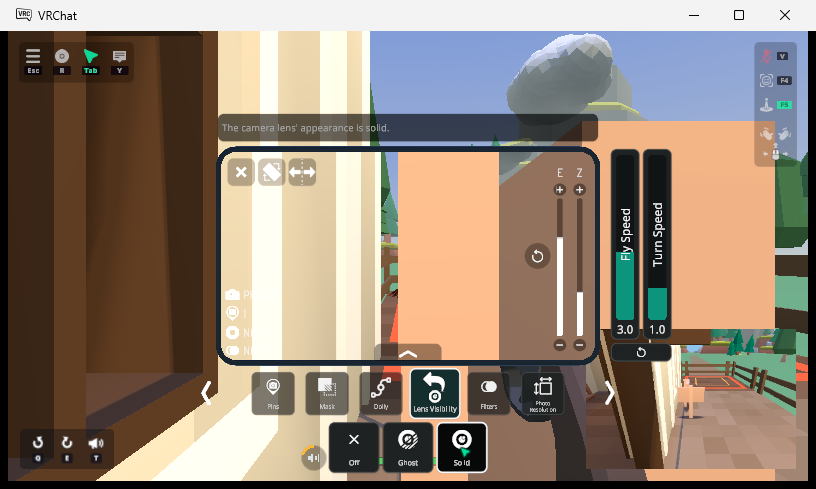 VRChat
Esc
R
Tab
Y
V
F4
F5
The camera lens' appearance is solid.
E Z
Fly Speed
Turn Speed
3.0
1.0
Pins
Mask
Dolly
Lens Visibility
Filters
Photo Resolution
Off
Ghost
Solid
Q
E
T